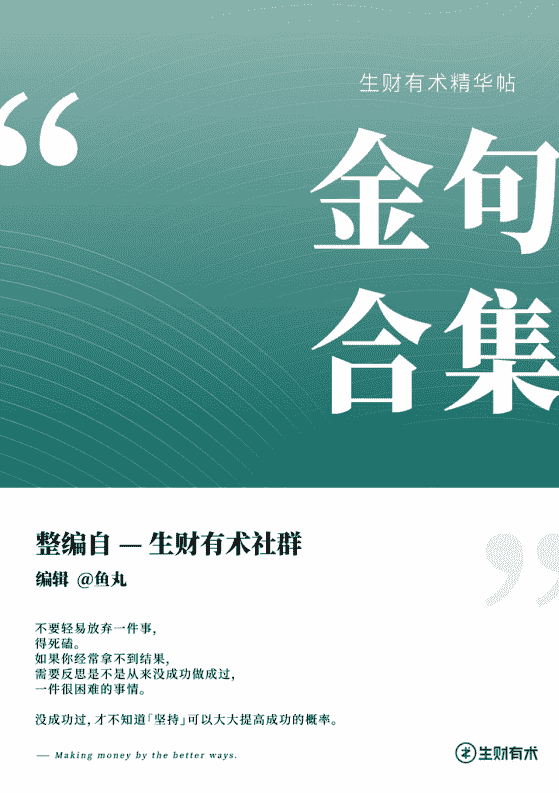 生财有术精华帖
“
金句
合集
”
整编自 — 生财有术社群
编辑 @鱼丸
不要轻易放弃一件事，
得死磕。
如果你经常拿不到结果，
需要反思是不是从来没成功做成过，
一件很困难的事情。
没成功过，才不知道「坚持」可以大大提高成功的概率。
— Making money by the better ways.
生财有术